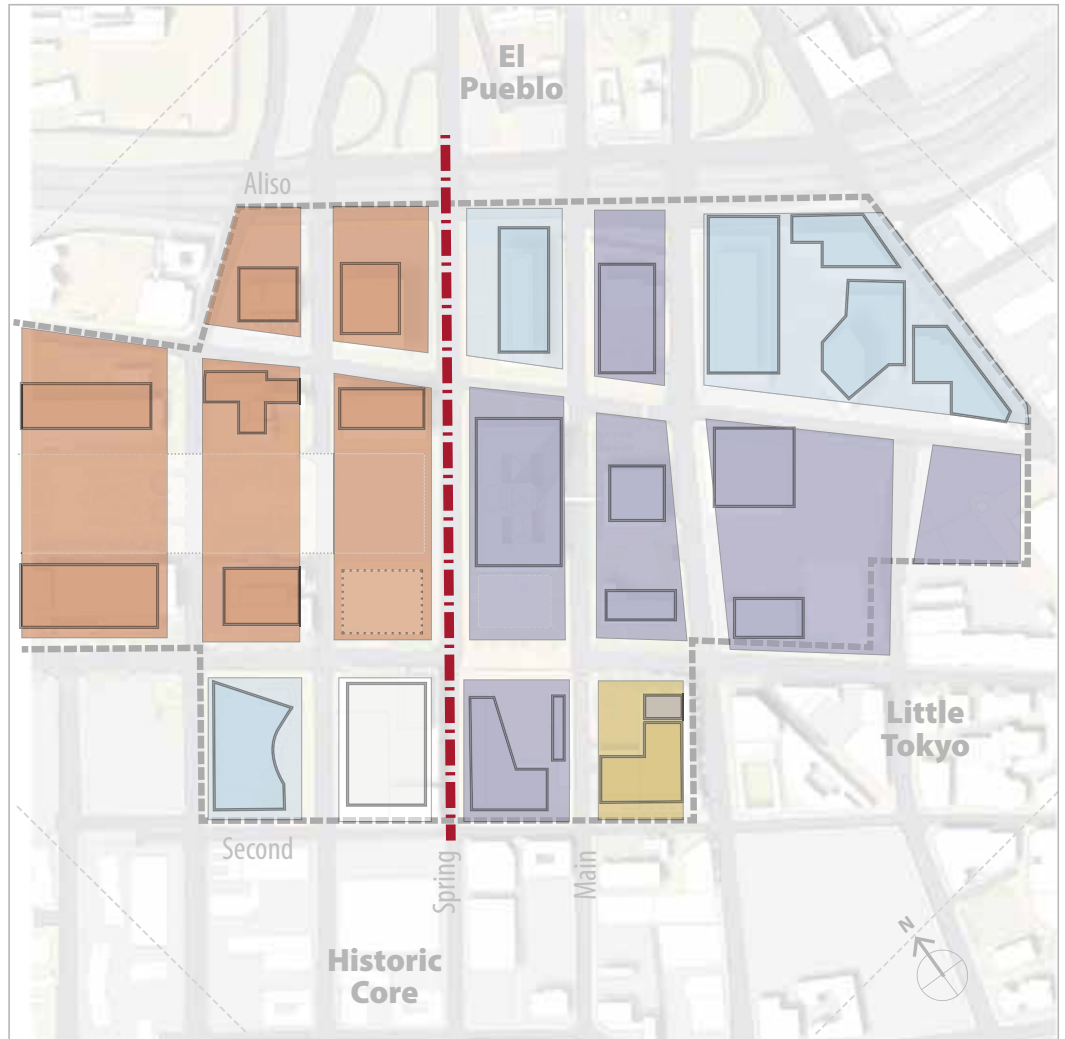 El
Pueblo
Aliso
Little
Tokyo
Second
Spring
Main
Historic
Core
N